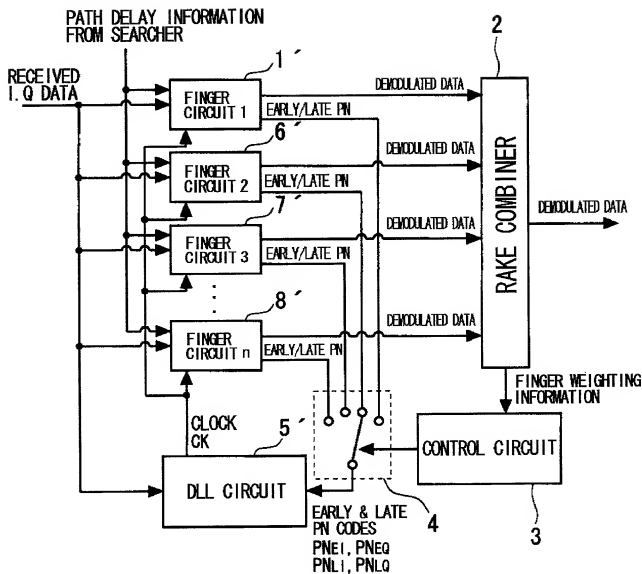 PATH DELAY INFORMATION
FROM SEARCHER
RECEIVED
I.Q DATA
1´
FINGER
CIRCUIT 1
DEMODULATED DATA
EARLY/LATE PN
2
6´
FINGER
CIRCUIT 2
DEMODULATED DATA
EARLY/LATE PN
7´
FINGER
CIRCUIT 3
DEMODULATED DATA
EARLY/LATE PN
8´
FINGER
CIRCUIT n
DEMODULATED DATA
EARLY/LATE PN
RAKE COMBINER
DEMODULATED DATA
FINGER WEIGHTING
INFORMATION
CLOCK
CK
5´
DLL CIRCUIT
CONTROL CIRCUIT
EARLY & LATE
PN CODES
PNEI, PNEQ
PNLI, PNLQ
4
3